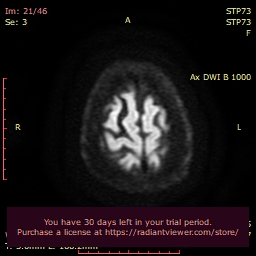 Im: 21/46
Se: 3
A
STP73
STP73
F
Ax DWI B 1000
R
L
You have 30 days left in your trial period.
Purchase a license at https://radiantviewer.com/store/